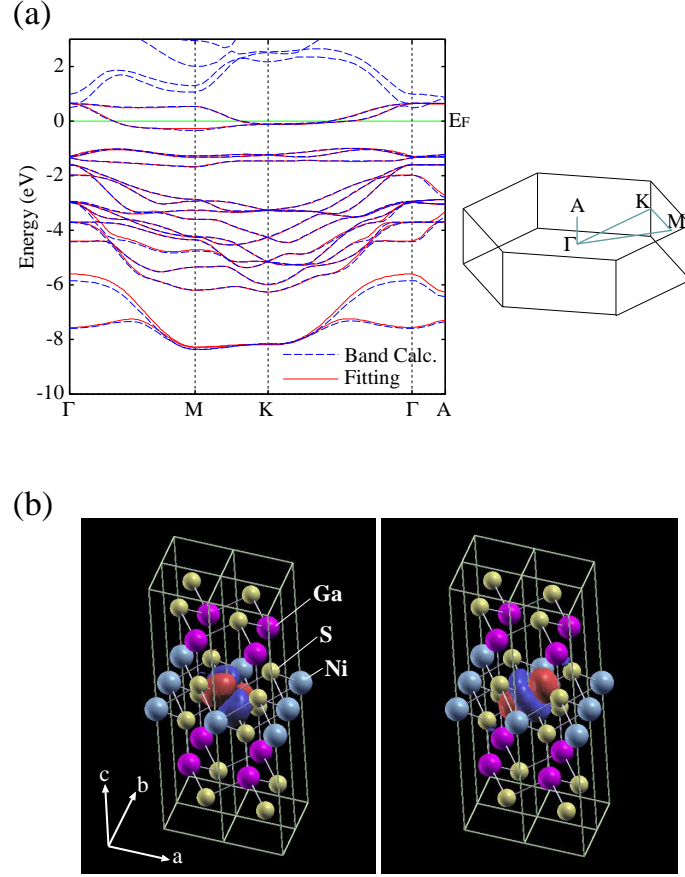 (a)
2
0
-2
-4
-6
-8
-10
Energy (eV)
EF
Band Calc.
Fitting
Γ M K Γ A
A
K
M
Γ
(b)
Ga
S
Ni
c
b
a